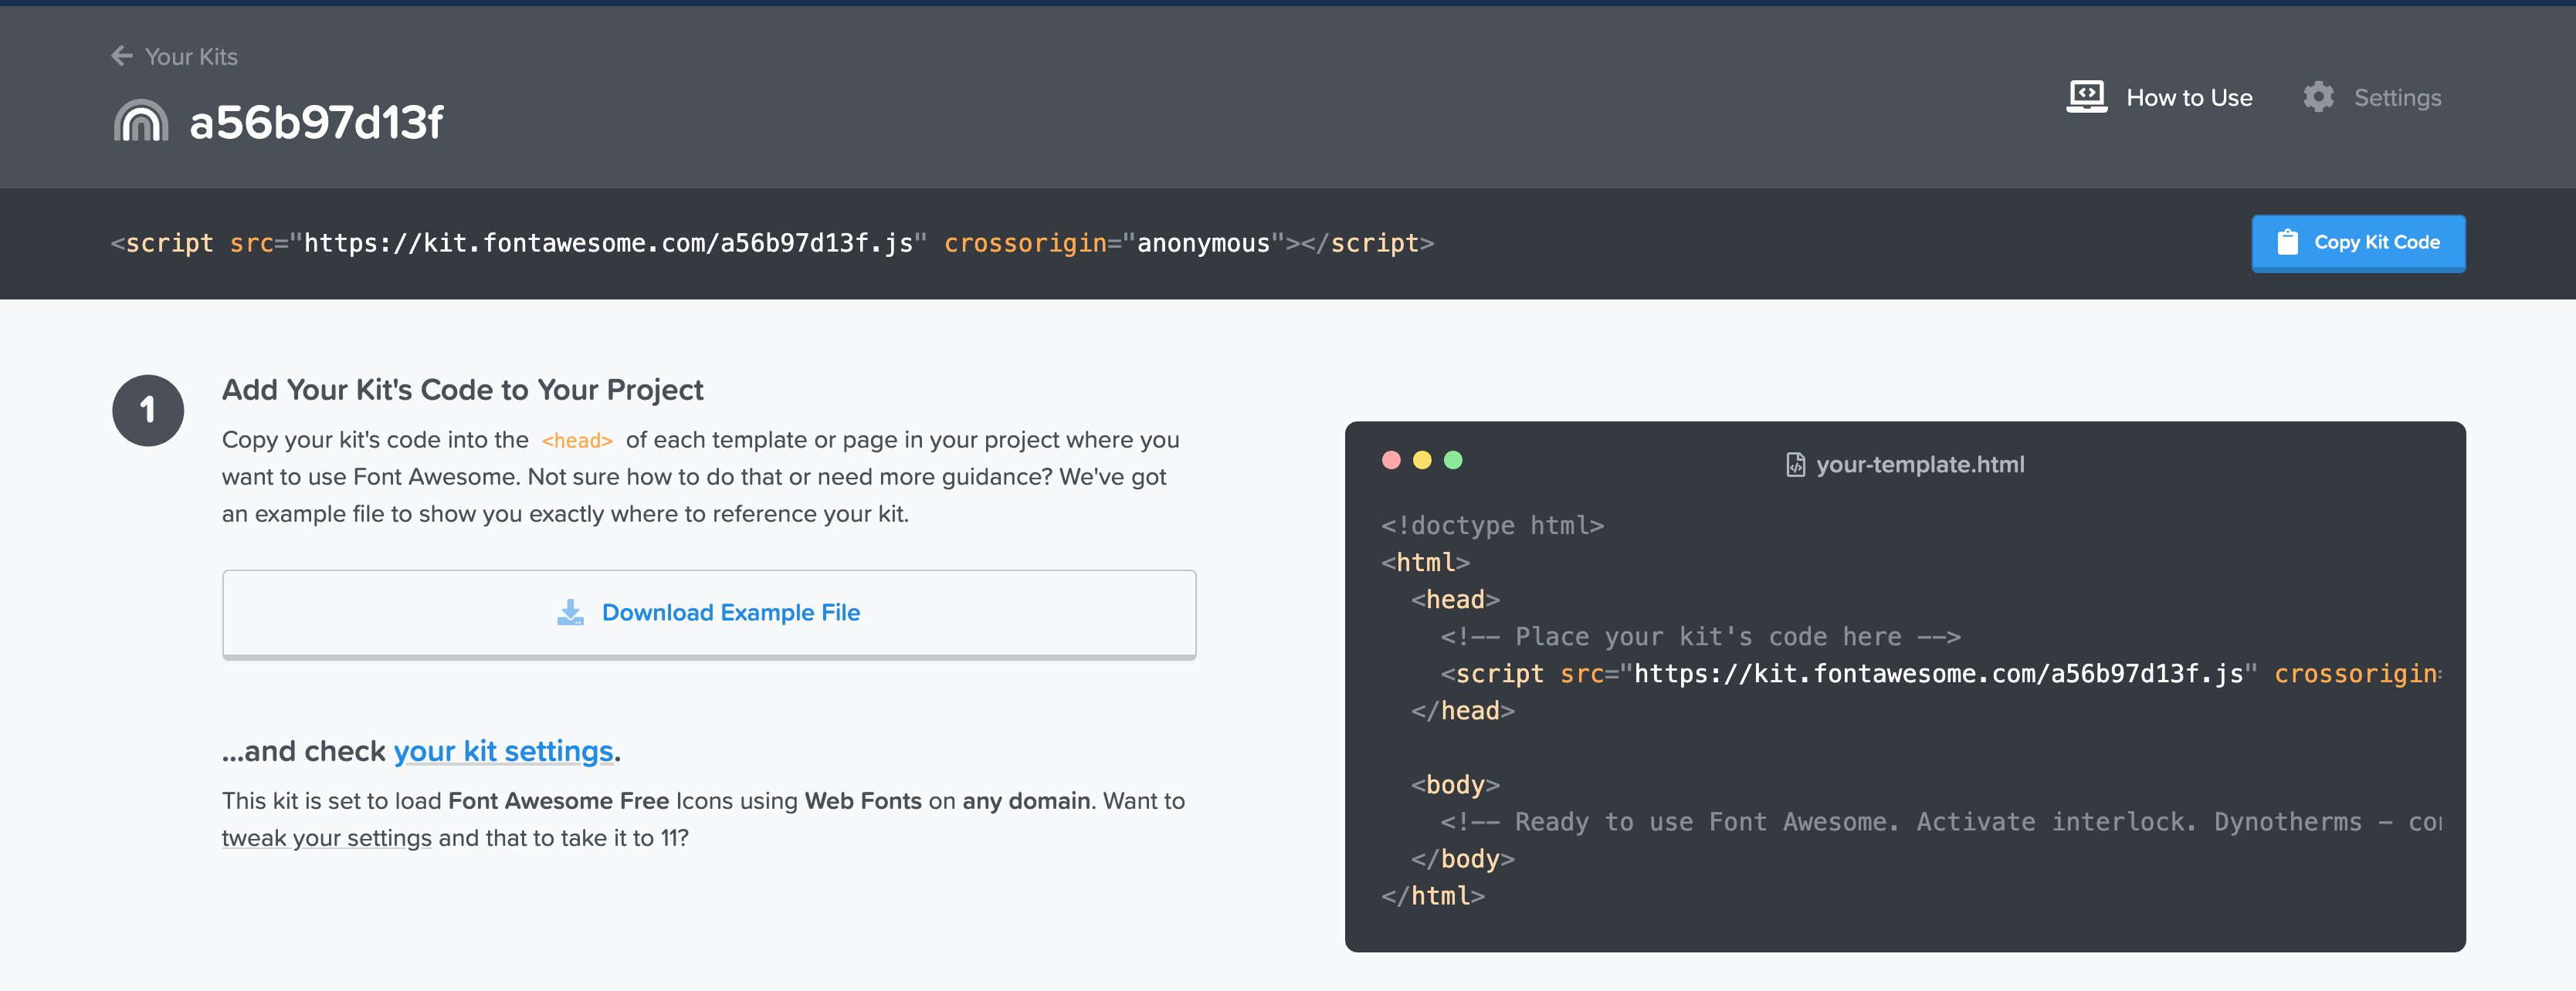 Your Kits
a56b97d13f
How to Use
Settings
<script src="https://kit.fontawesome.com/a56b97d13f.js" crossorigin="anonymous"></script>
Copy Kit Code
1
Add Your Kit's Code to Your Project
Copy your kit's code into the <head> of each template or page in your project where you
want to use Font Awesome. Not sure how to do that or need more guidance? We've got
an example file to show you exactly where to reference your kit.
Download Example File
...and check your kit settings.
This kit is set to load Font Awesome Free Icons using Web Fonts on any domain. Want to
tweak your settings and that to take it to 11?
your-template.html
<!doctype html>
<html>
<head>
<!-- Place your kit's code here -->
<script src="https://kit.fontawesome.com/a56b97d13f.js" crossorigin=
</head>
<body>
<!-- Ready to use Font Awesome. Activate interlock. Dynotherms -
</body>
</html>